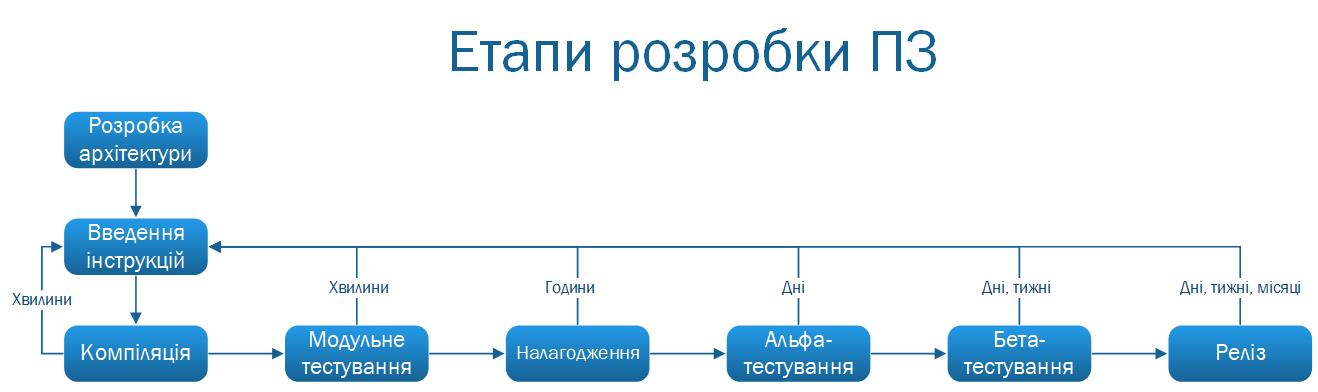 Етапи розробки ПЗ
Розробка
архітектури
Введення
інструкцій
Хвилини
Хвилини
Години
Дні
Дні, тижні
Дні, тижні, місяці
Компіляція
Модульне
тестування
Налагодження
Альфа-
тестування
Бета-
тестування
Реліз